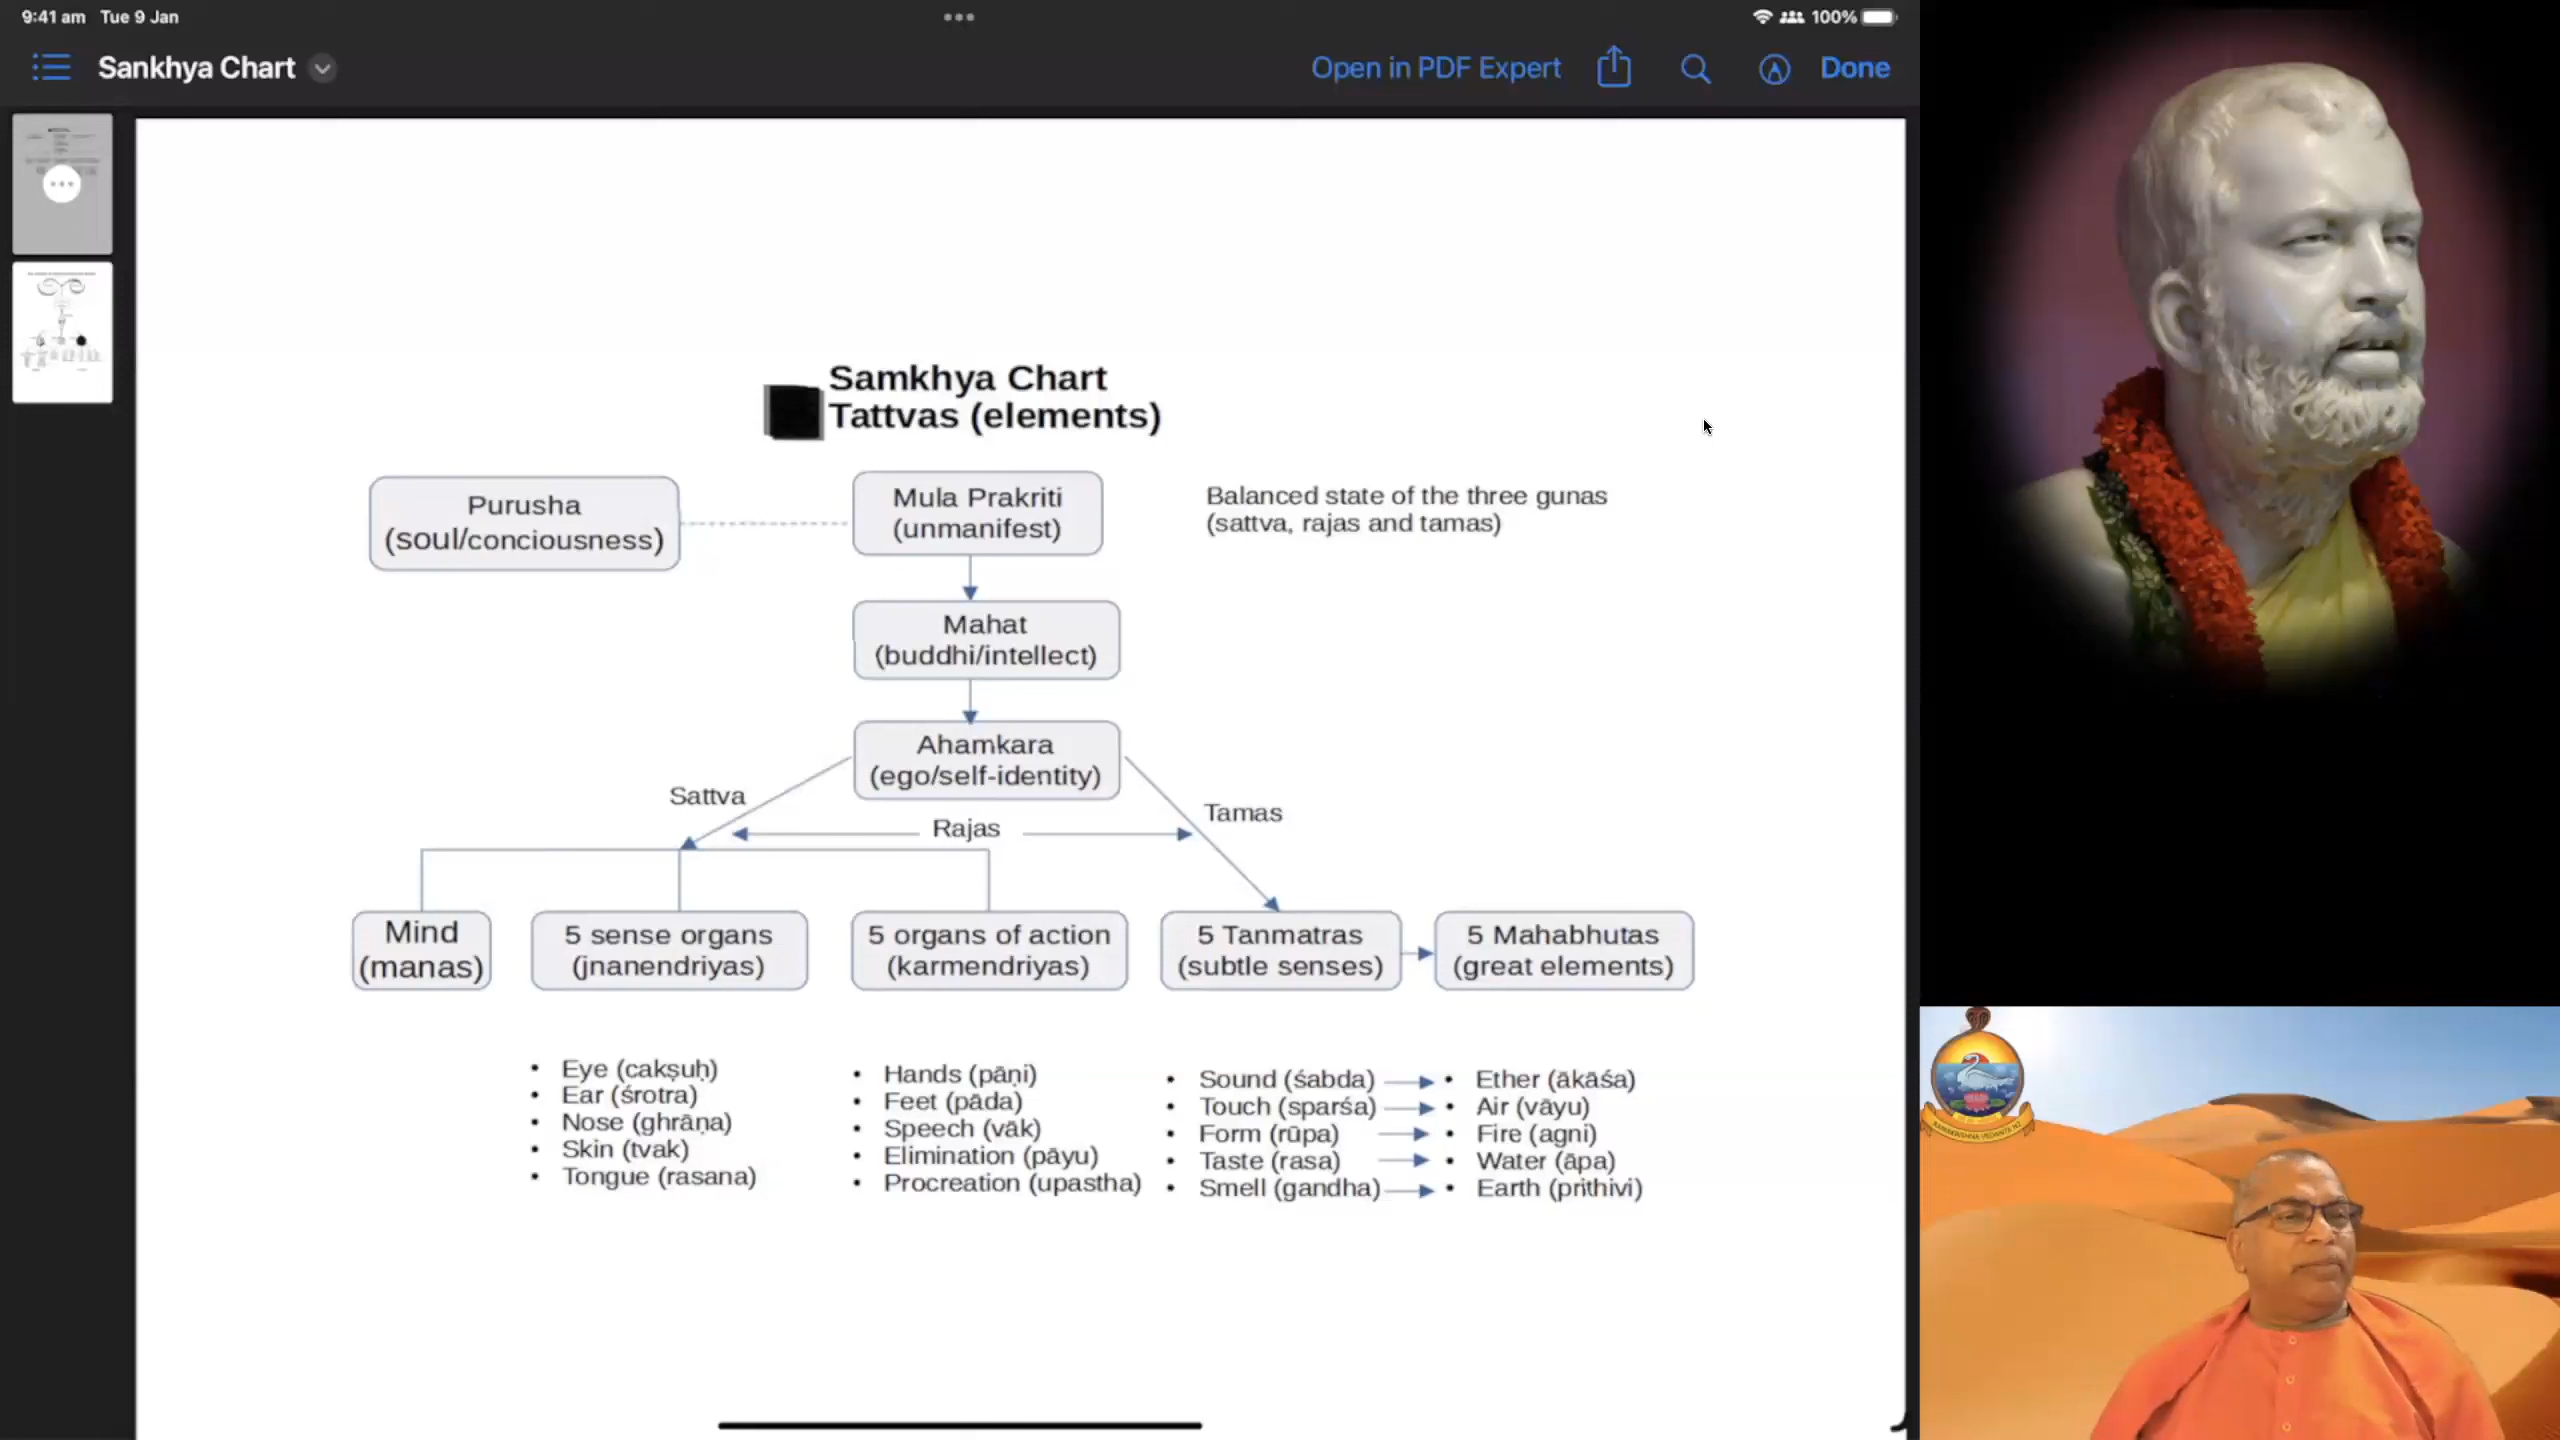 9:41 am Tue 9 Jan
100%
Sankhya Chart
Open in PDF Expert
Done
Samkhya Chart
Tattvas (elements)
Purusha
(soul/conciousness)
Mula Prakriti
(unmanifest)
Balanced state of the three gunas
(sattva, rajas and tamas)
Mahat
(buddhi/intellect)
Ahamkara
(ego/self-identity)
Sattva
Rajas
Tamas
Mind
(manas)
5 sense organs
(jnanendriyas)
5 organs of action
(karmendriyas)
5 Tanmatras
(subtle senses)
5 Mahabhutas
(great elements)
• Eye (cakṣuḥ)
• Ear (śrotra)
• Nose (ghrāṇa)
• Skin (tvak)
• Tongue (rasana)
• Hands (pāṇi)
• Feet (pāda)
• Speech (vāk)
• Elimination (pāyu)
• Procreation (upastha)
• Sound (śabda)
• Touch (sparśa)
• Form (rūpa)
• Taste (rasa)
• Smell (gandha)
• Ether (ākāśa)
• Air (vāyu)
• Fire (agni)
• Water (āpa)
• Earth (prithivi)